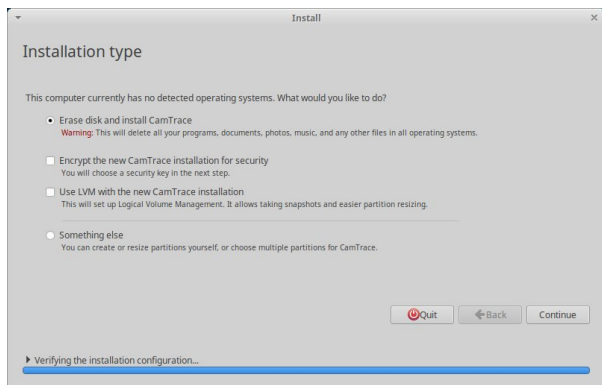 Install
Installation type
This computer currently has no detected operating systems. What would you like to do?
Erase disk and install CamTrace
Warning: This will delete all your programs, documents, photos, music, and any other files in all operating systems.
Encrypt the new CamTrace installation for security
You will choose a security key in the next step.
Use LVM with the new CamTrace installation
This will set up Logical Volume Management. It allows taking snapshots and easier partition resizing.
Something else
You can create or resize partitions yourself, or choose multiple partitions for CamTrace.
Quit Back Continue
Verifying the installation configuration...